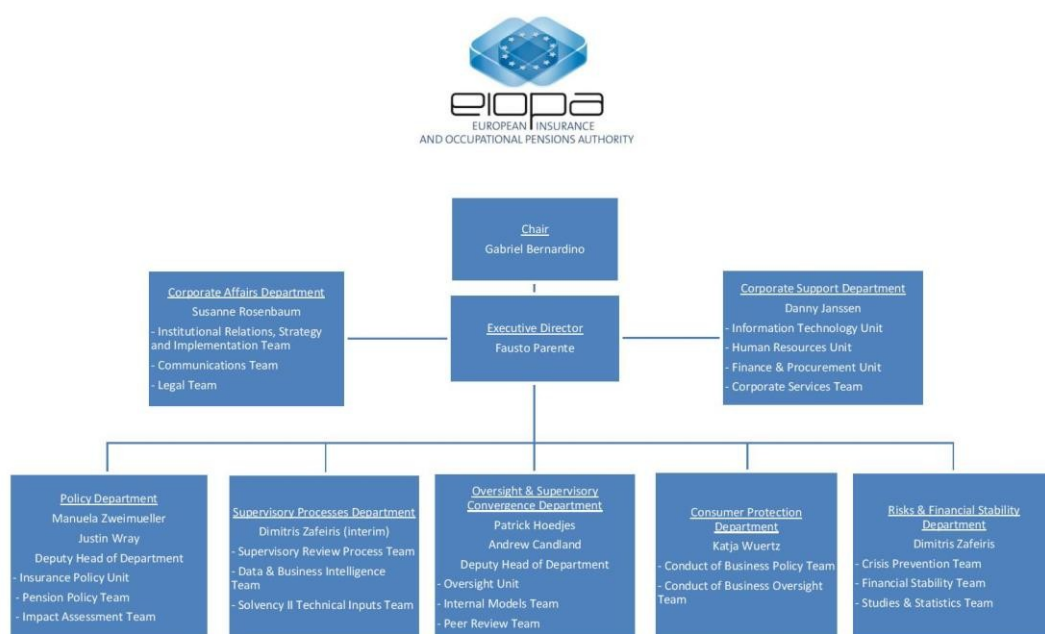 eiopa
EUROPEAN INSURANCE
AND OCCUPATIONAL PENSIONS AUTHORITY
Chair
Gabriel Bernardino
Corporate Affairs Department
Susanne Rosenbaum
- Institutional Relations, Strategy
and Implementation Team
- Communications Team
- Legal Team
Executive Director
Fausto Parente
Corporate Support Department
Danny Janssen
- Information Technology Unit
- Human Resources Unit
- Finance & Procurement Unit
- Corporate Services Team
Policy Department
Manuela Zweimueller
Justin Wray
Deputy Head of Department
- Insurance Policy Unit
- Pension Policy Team
- Impact Assessment Team
Supervisory Processes Department
Dimitris Zafeiris (interim)
- Supervisory Review Process Team
- Data & Business Intelligence
Team
- Solvency II Technical Inputs Team
Oversight & Supervisory
Convergence Department
Patrick Hoedjes
Andrew Candland
Deputy Head of Department
- Oversight Unit
- Internal Models Team
- Peer Review Team
Consumer Protection
Department
Katja Wuertz
- Conduct of Business Policy Team
- Conduct of Business Oversight
Team
Risks & Financial Stability
Department
Dimitris Zafeiris
- Crisis Prevention Team
- Financial Stability Team
- Studies & Statistics Team